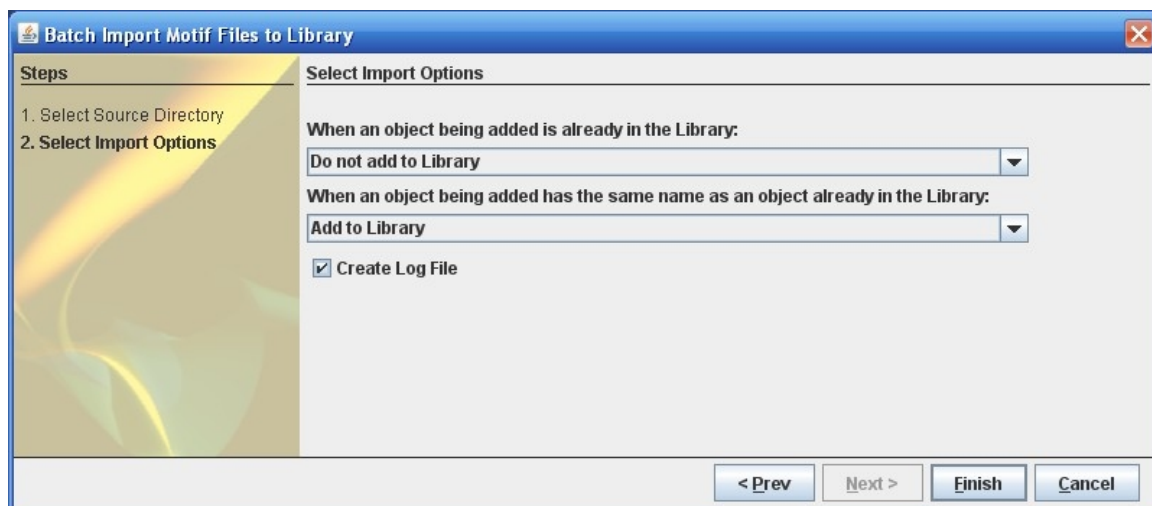 Batch Import Motif Files to Library
Steps
1. Select Source Directory
2. Select Import Options
Select Import Options
When an object being added is already in the Library:
Do not add to Library
When an object being added has the same name as an object already in the Library:
Add to Library
Create Log File
< Prev
Next >
Finish
Cancel